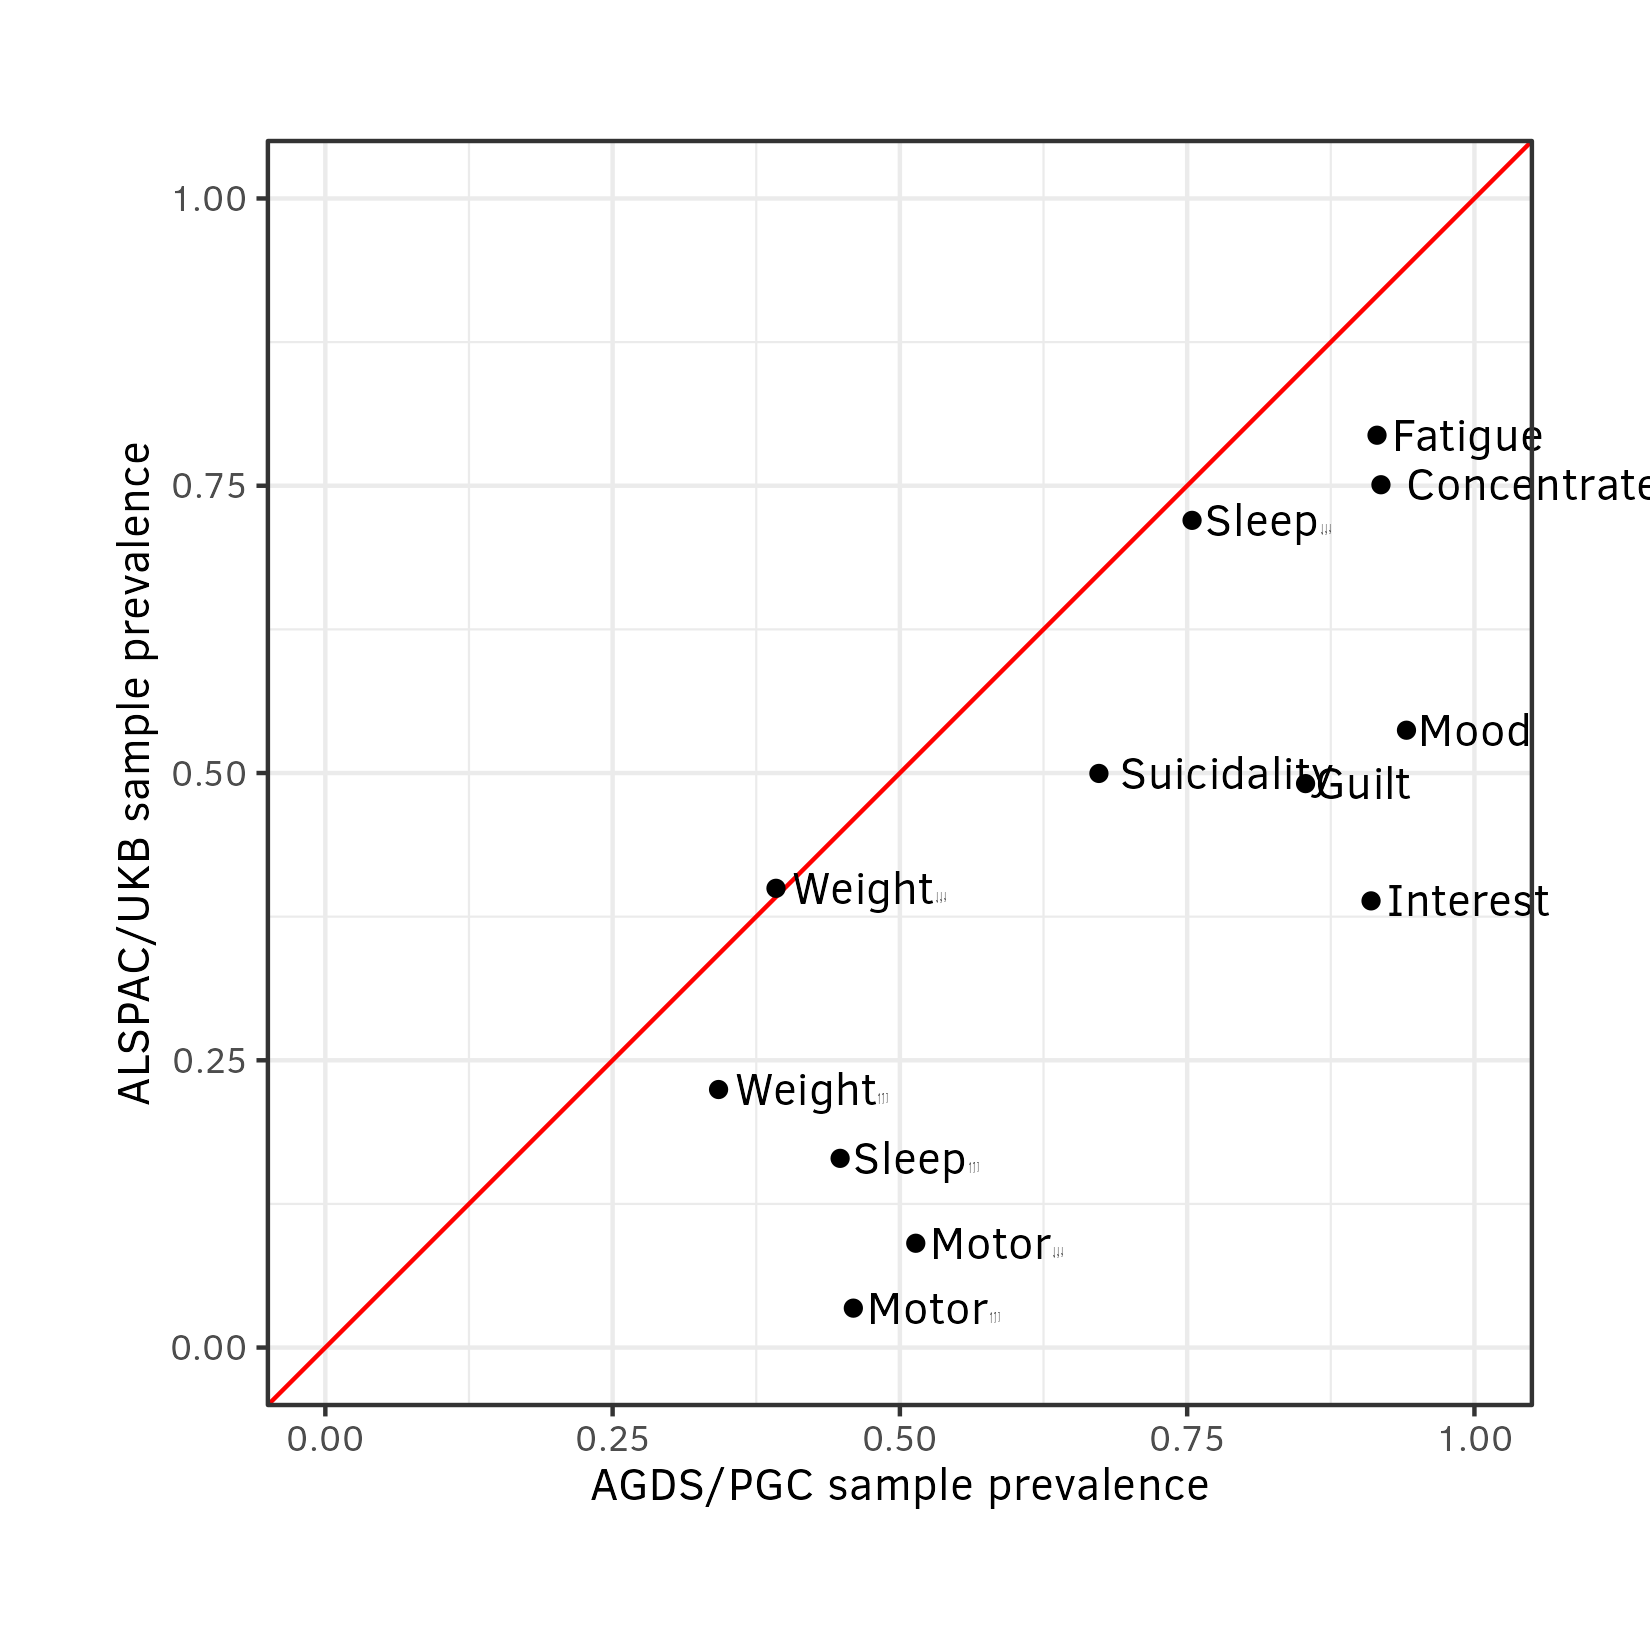 1.00
Fatigue
0.75
Concentrate
Sleep↓↓↓
Mood
0.50
Suicidality
Guilt
Weight↓↓↓
Interest
0.25
Weight↑↑↑
Sleep↑↑↑
Motor↓↓↓
Motor↑↑↑
0.00
ALSPAC/UKB sample prevalence
0.00 0.25 0.50 0.75 1.00
AGDS/PGC sample prevalence